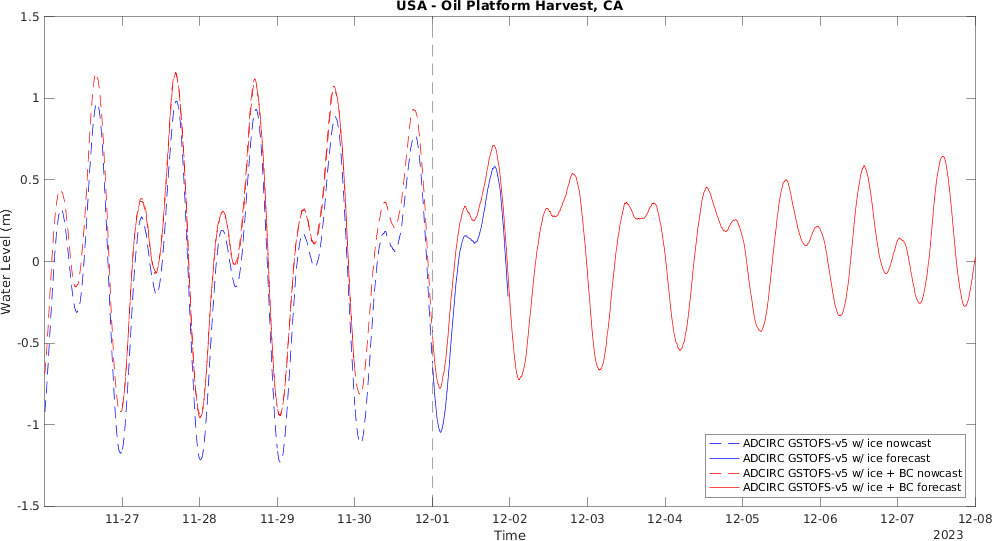 USA - Oil Platform Harvest, CA
1.5
1
0.5
0
-0.5
-1
-1.5
Water Level (m)
11-27 11-28 11-29 11-30 12-01 12-02 12-03 12-04 12-05 12-06 12-07 12-08
Time
2023
ADCIRC GSTOFS-v5 w/ ice nowcast
ADCIRC GSTOFS-v5 w/ ice forecast
ADCIRC GSTOFS-v5 w/ ice + BC nowcast
ADCIRC GSTOFS-v5 w/ ice + BC forecast